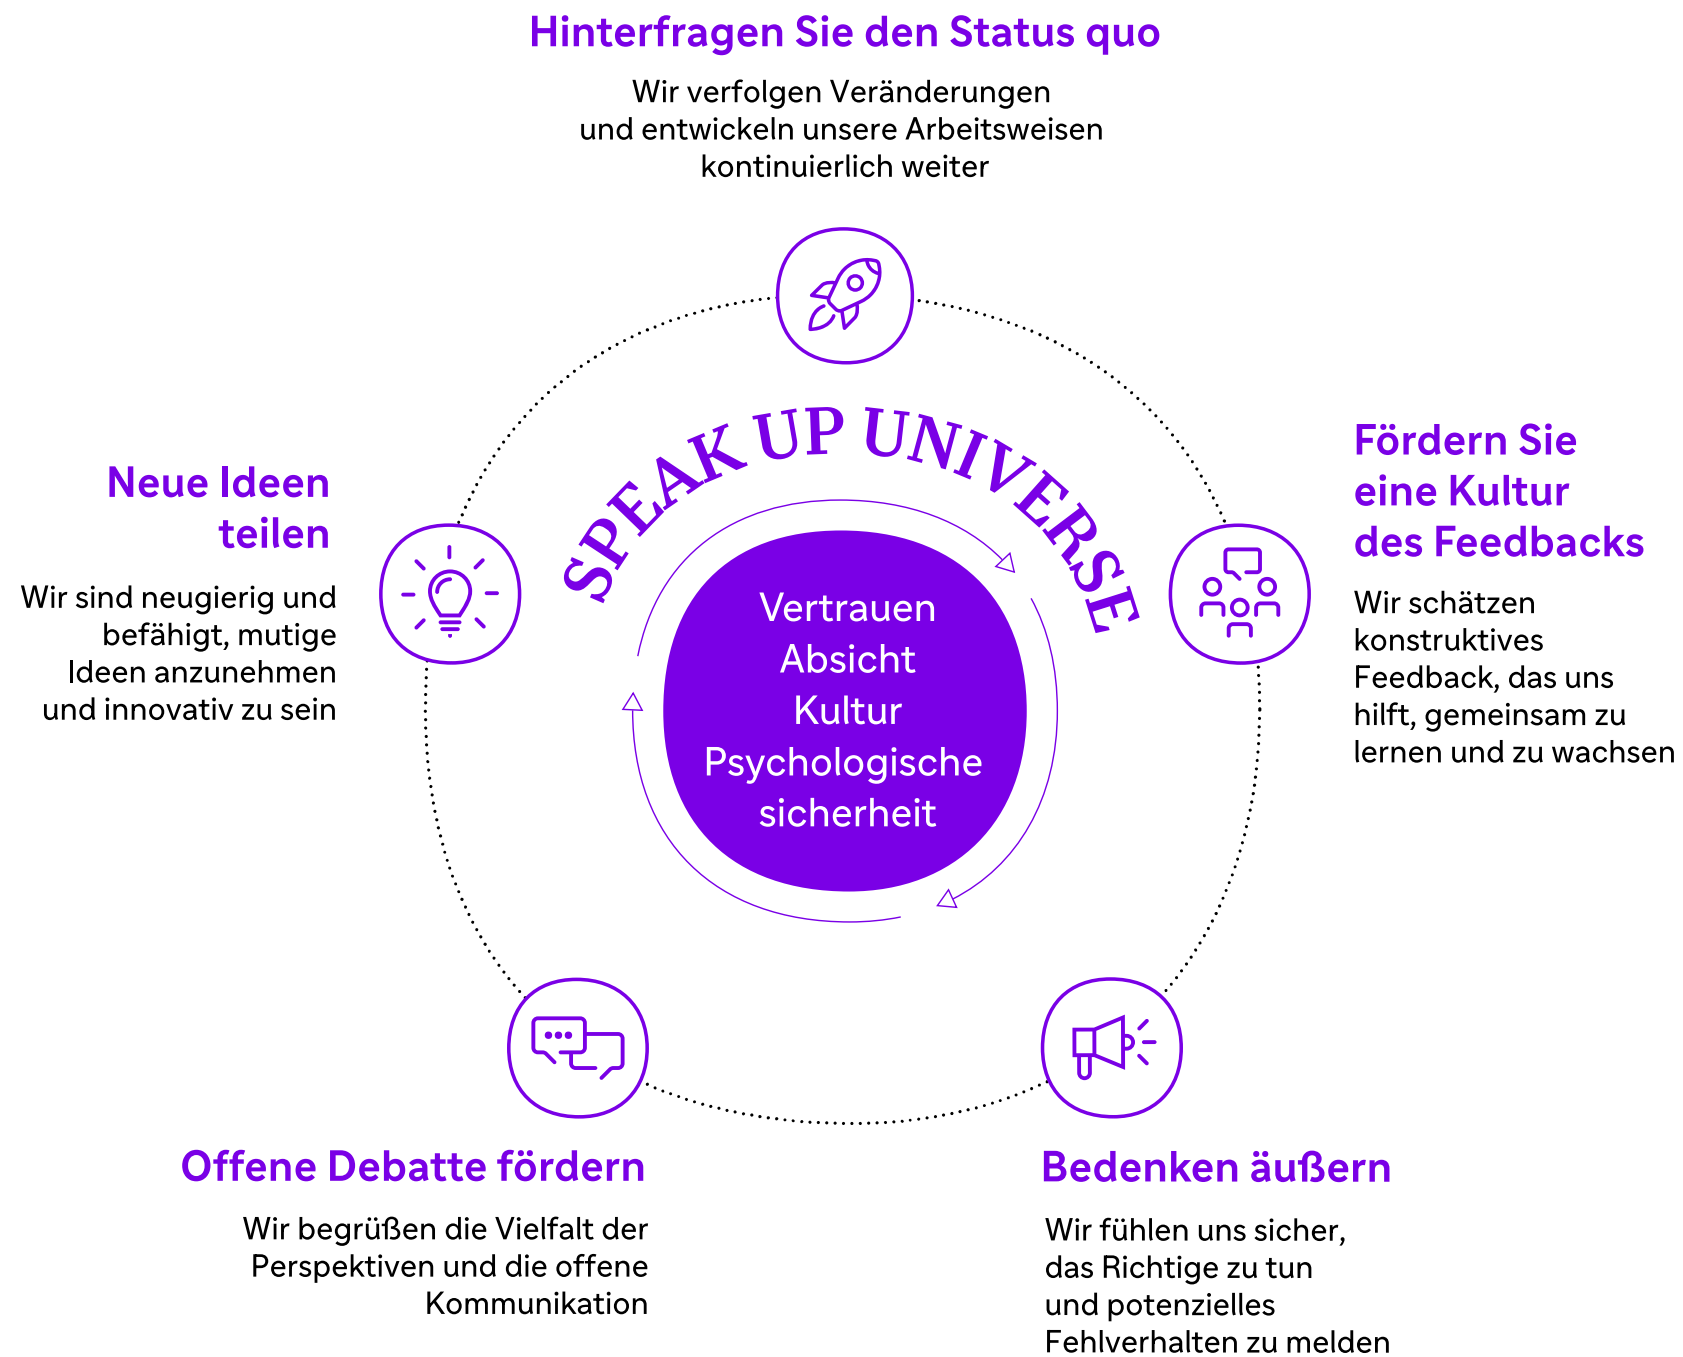 Hinterfragen Sie den Status quo
Wir verfolgen Veränderungen
und entwickeln unsere Arbeitsweisen
kontinuierlich weiter
SPEAK UP UNIVERSE
Vertrauen
Absicht
Kultur
Psychologische
sicherheit
Fördern Sie
eine Kultur
des Feedbacks
Wir schätzen
konstruktives
Feedback, das uns
hilft, gemeinsam zu
lernen und zu wachsen
Bedenken äußern
Wir fühlen uns sicher,
das Richtige zu tun
und potenzielles
Fehlverhalten zu melden
Offene Debatte fördern
Wir begrüßen die Vielfalt der
Perspektiven und die offene
Kommunikation
Neue Ideen
teilen
Wir sind neugierig und
befähigt, mutige
Ideen anzunehmen
und innovativ zu sein